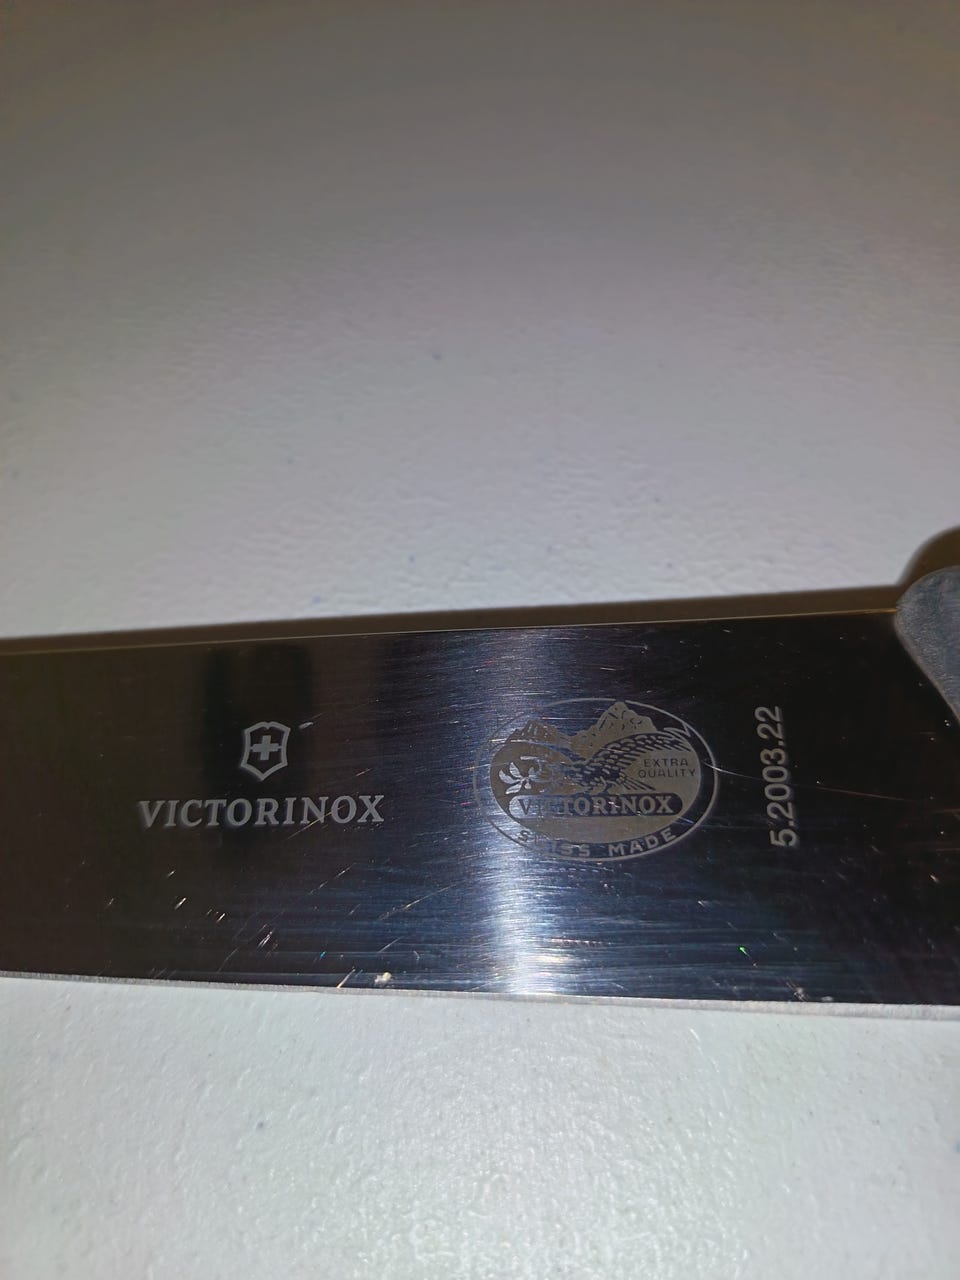 VICTORINOX
EXTRA
QUALITY
VICTORINOX
SWISS MADE
5.2003.22